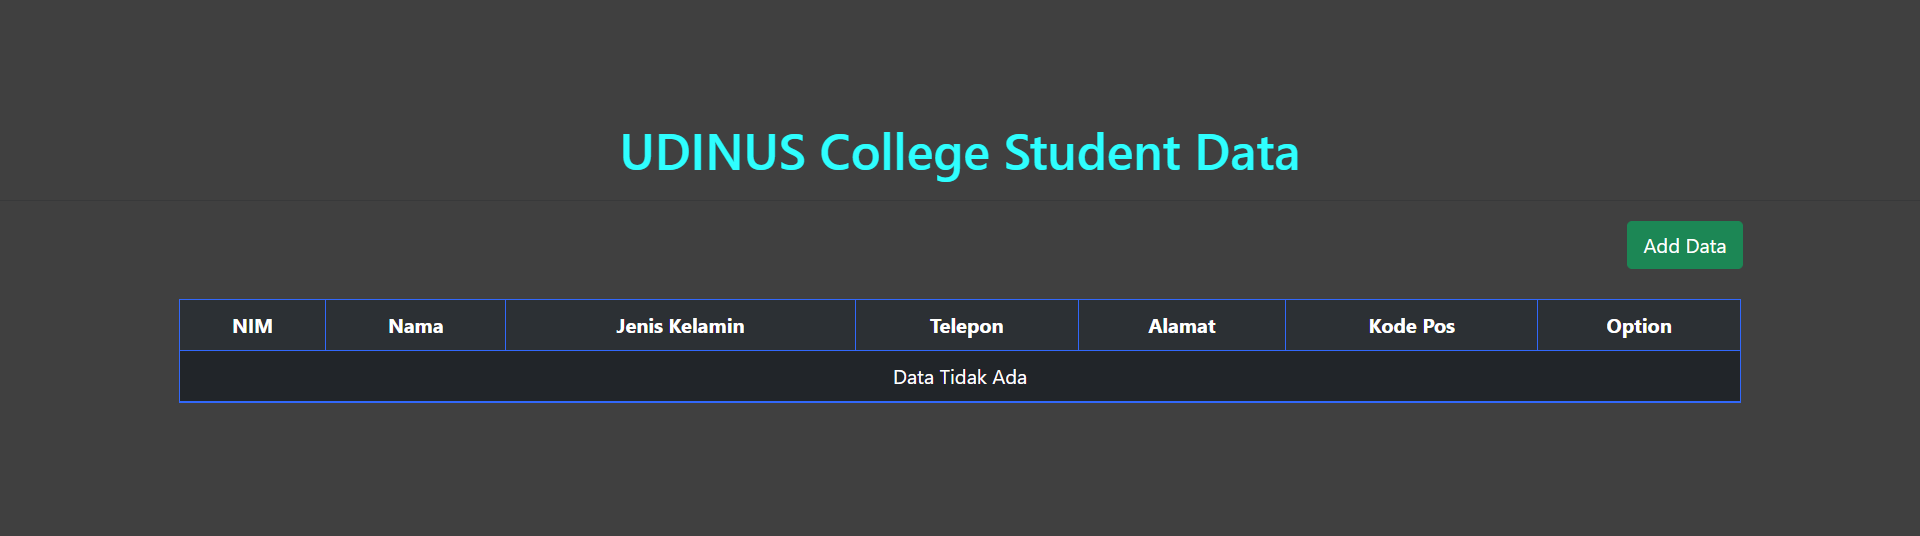 UDINUS College Student Data
Add Data
NIM Nama Jenis Kelamin Telepon Alamat Kode Pos Option
Data Tidak Ada